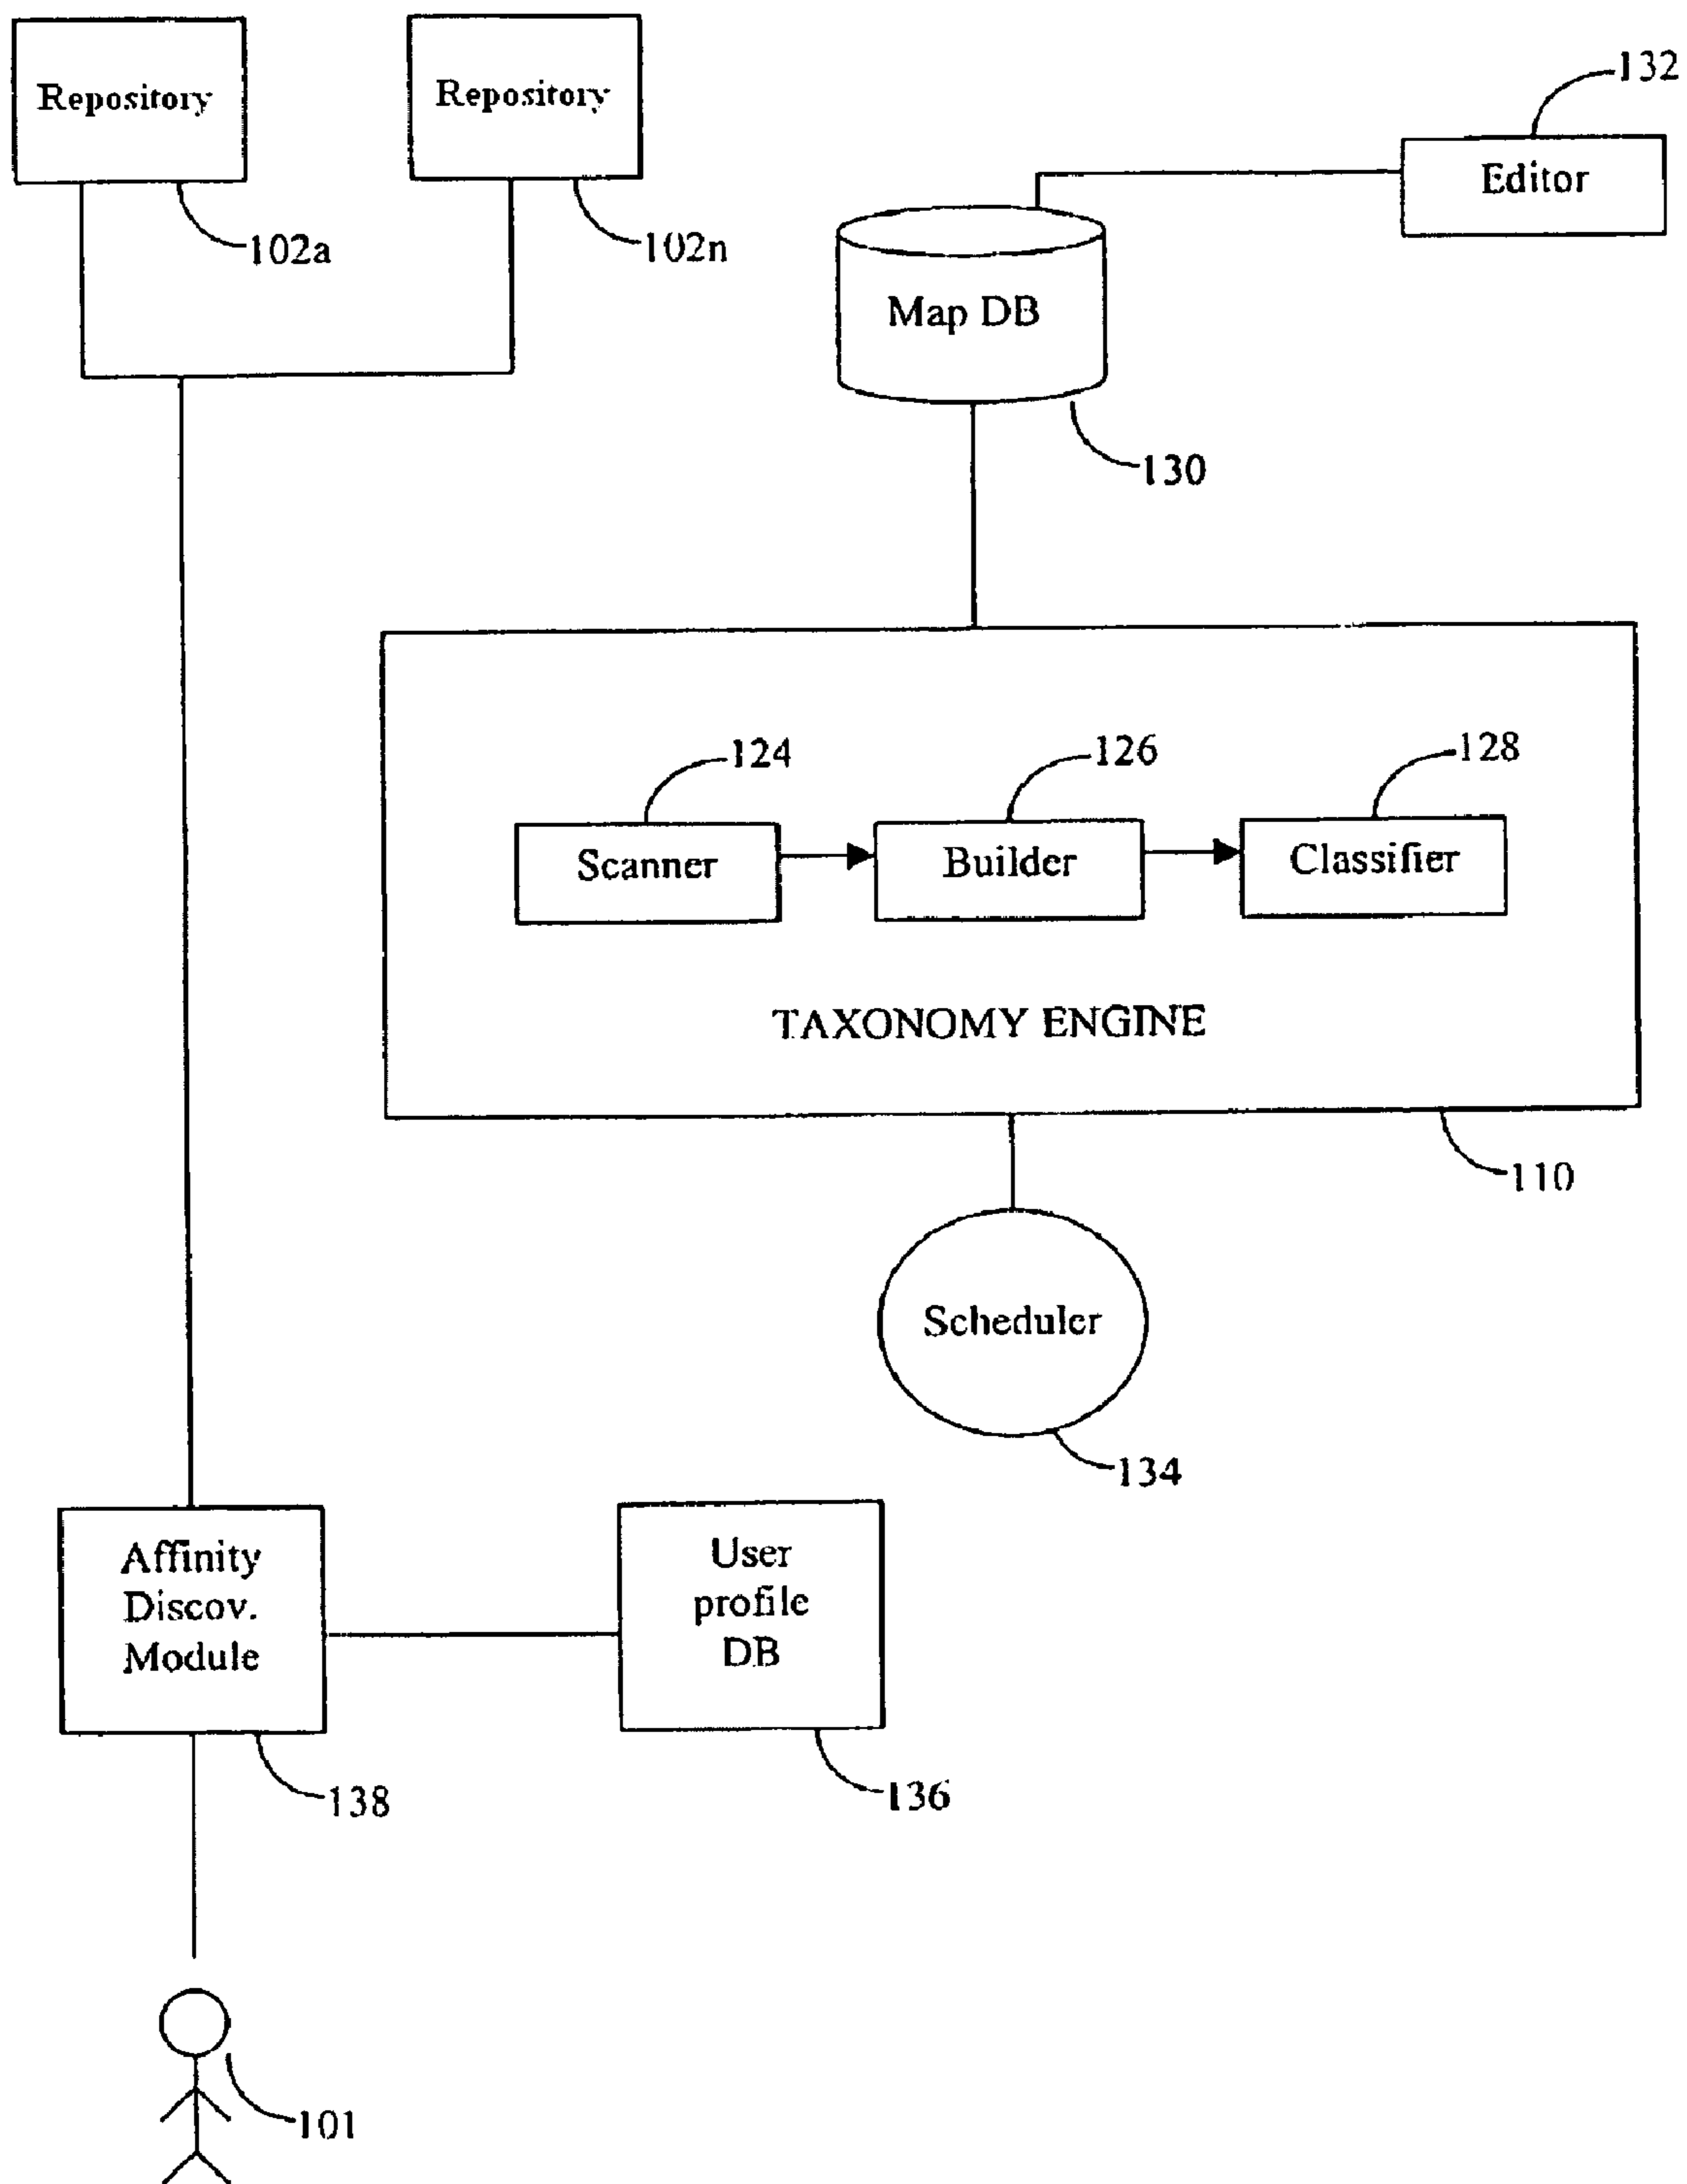 Repository
Repository
132
Editor
102a
102n
Map DB
130
124
126
128
Scanner
Builder
Classifier
TAXONOMY ENGINE
110
Scheduler
134
Affinity
Discov.
Module
User
profile
DB
138
136
101